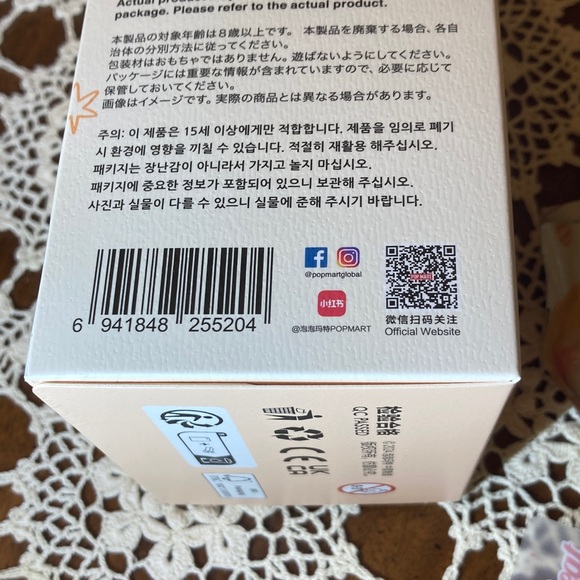 Actual product
package. Please refer to the actual product.
本製品の対象年齢は8歳以上です。 本製品を廃棄する場合、各自
治体の分別方法に従ってください。
包装材はおもちゃではありません。遊ばないようにしてください。
パッケージには重要な情報が含まれていますので、必要に応じて
保管しておいてください。
画像はイメージです。実際の商品とは異なる場合があります。
주의: 이 제품은 15세 이상에게만 적합합니다. 제품을 임의로 폐기
시 환경에 영향을 끼칠 수 있습니다. 적절히 재활용 해주십시오.
패키지는 장난감이 아니라서 가지고 놀지 마십시오.
패키지에 중요한 정보가 포함되어 있으니 보관해 주십시오.
사진과 실물이 다를 수 있으니 실물에 준해 주시기 바랍니다.
@popmartglobal
小红书
@泡泡玛特POPMART
POP MART
微信扫码关注
Official Website
6 941848 255204
检验合格
QC PASSED
CE
UK
CA